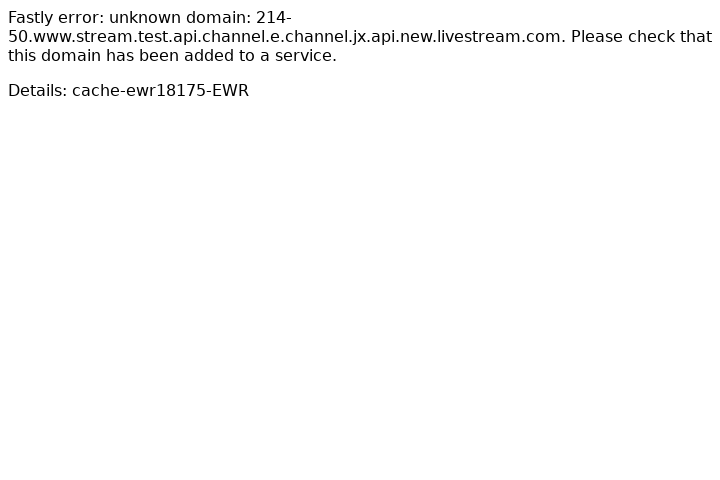 Fastly error: unknown domain: 214-
50.www.stream.test.api.channel.e.channel.jx.api.new.livestream.com. Please check that
this domain has been added to a service.
Details: cache-ewr18175-EWR